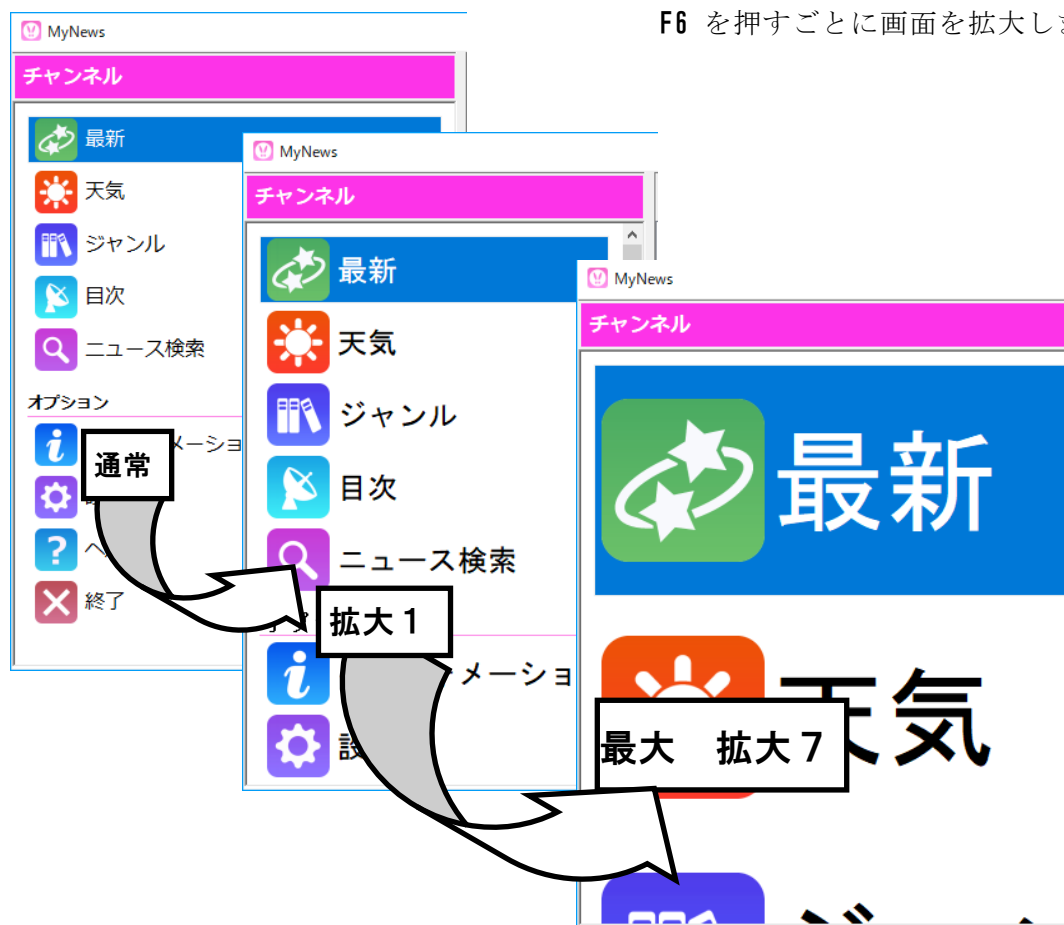 F6 を押すごとに画面を拡大しま
MyNews
チャンネル
最新
天気
ジャンル
目次
ニュース検索
オプション
メーショ
ヘ
終了
通常
MyNews
チャンネル
最新
天気
ジャンル
目次
ニュース検索
拡大1
メーショ
設
MyNews
チャンネル
最新
天気
最大 拡大7